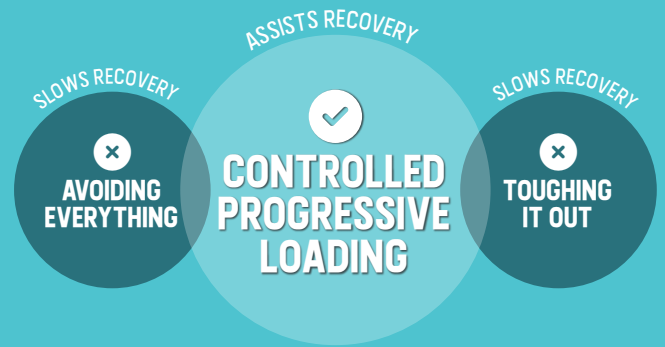 SLOWS RECOVERY
AVOIDING
EVERYTHING
ASSISTS RECOVERY
CONTROLLED
PROGRESSIVE
LOADING
SLOWS RECOVERY
TOUGHING
IT OUT